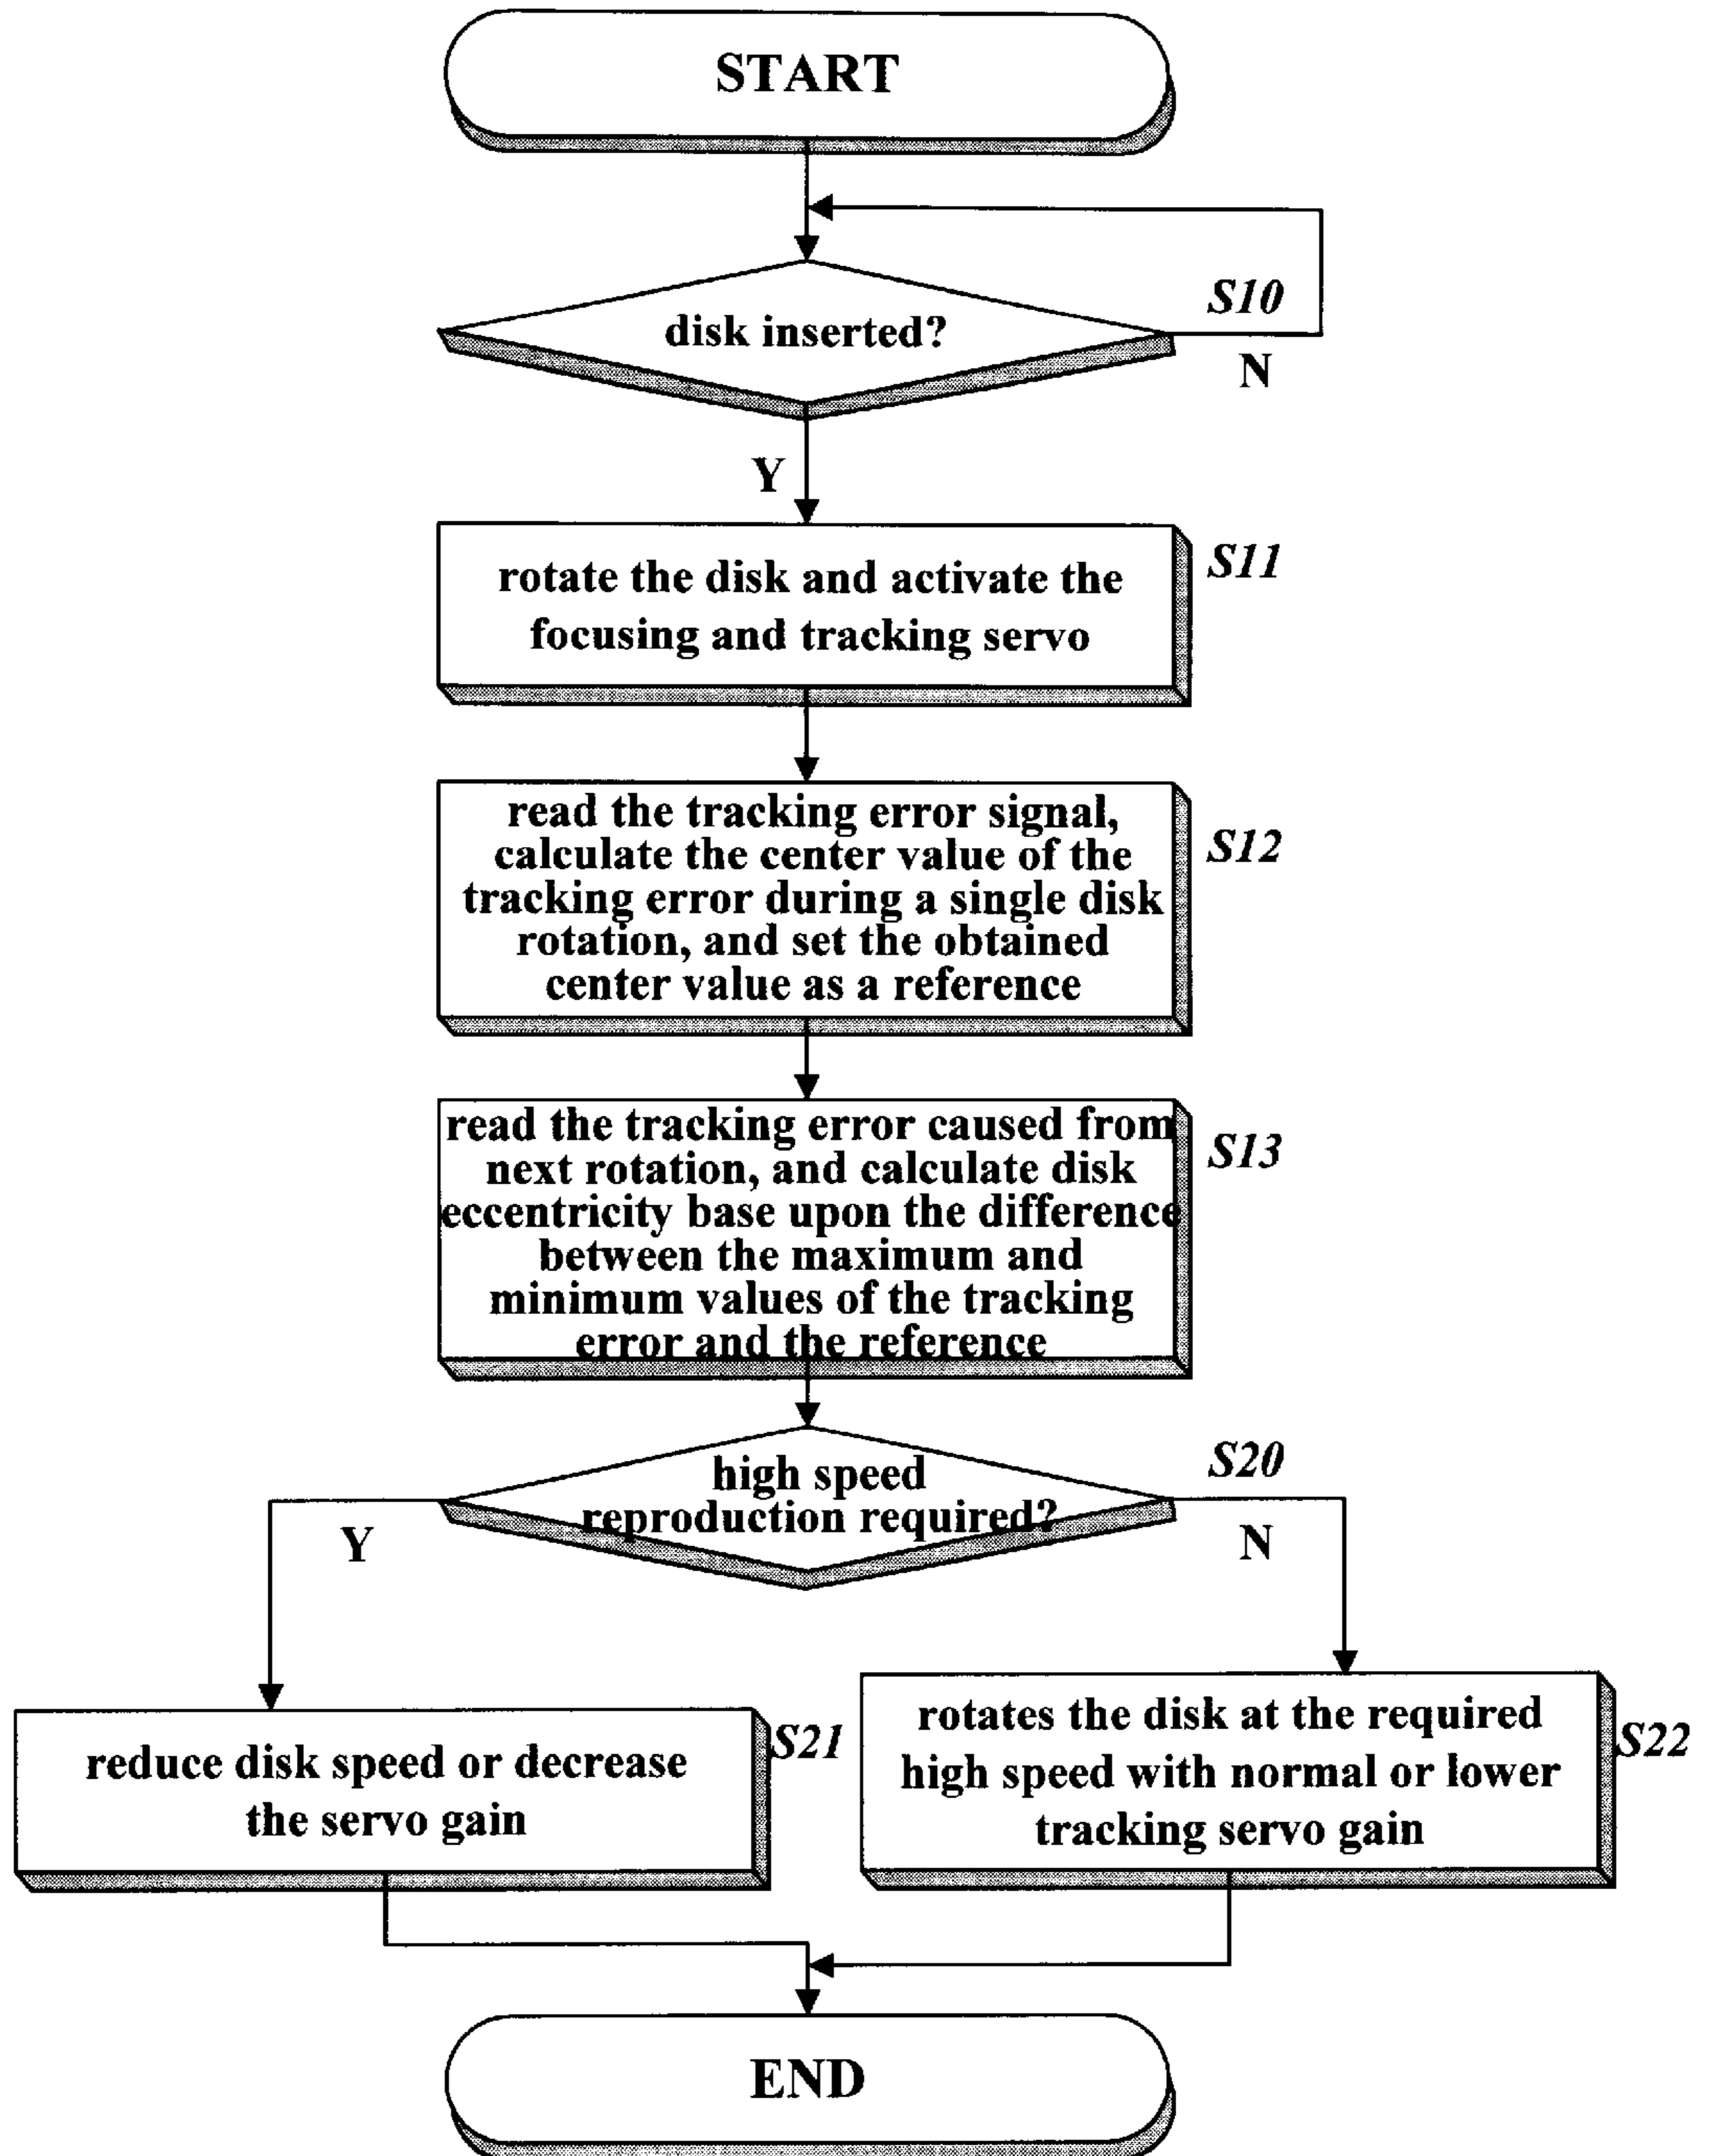 START
disk inserted?
S10
N
Y
rotate the disk and activate the
focusing and tracking servo
S11
read the tracking error signal,
calculate the center value of the
tracking error during a single disk
rotation, and set the obtained
center value as a reference
S12
read the tracking error caused from
next rotation, and calculate disk
eccentricity base upon the difference
between the maximum and
minimum values of the tracking
error and the reference
S13
high speed
reproduction required?
S20
Y
N
reduce disk speed or decrease
the servo gain
S21
rotates the disk at the required
high speed with normal or lower
tracking servo gain
S22
END